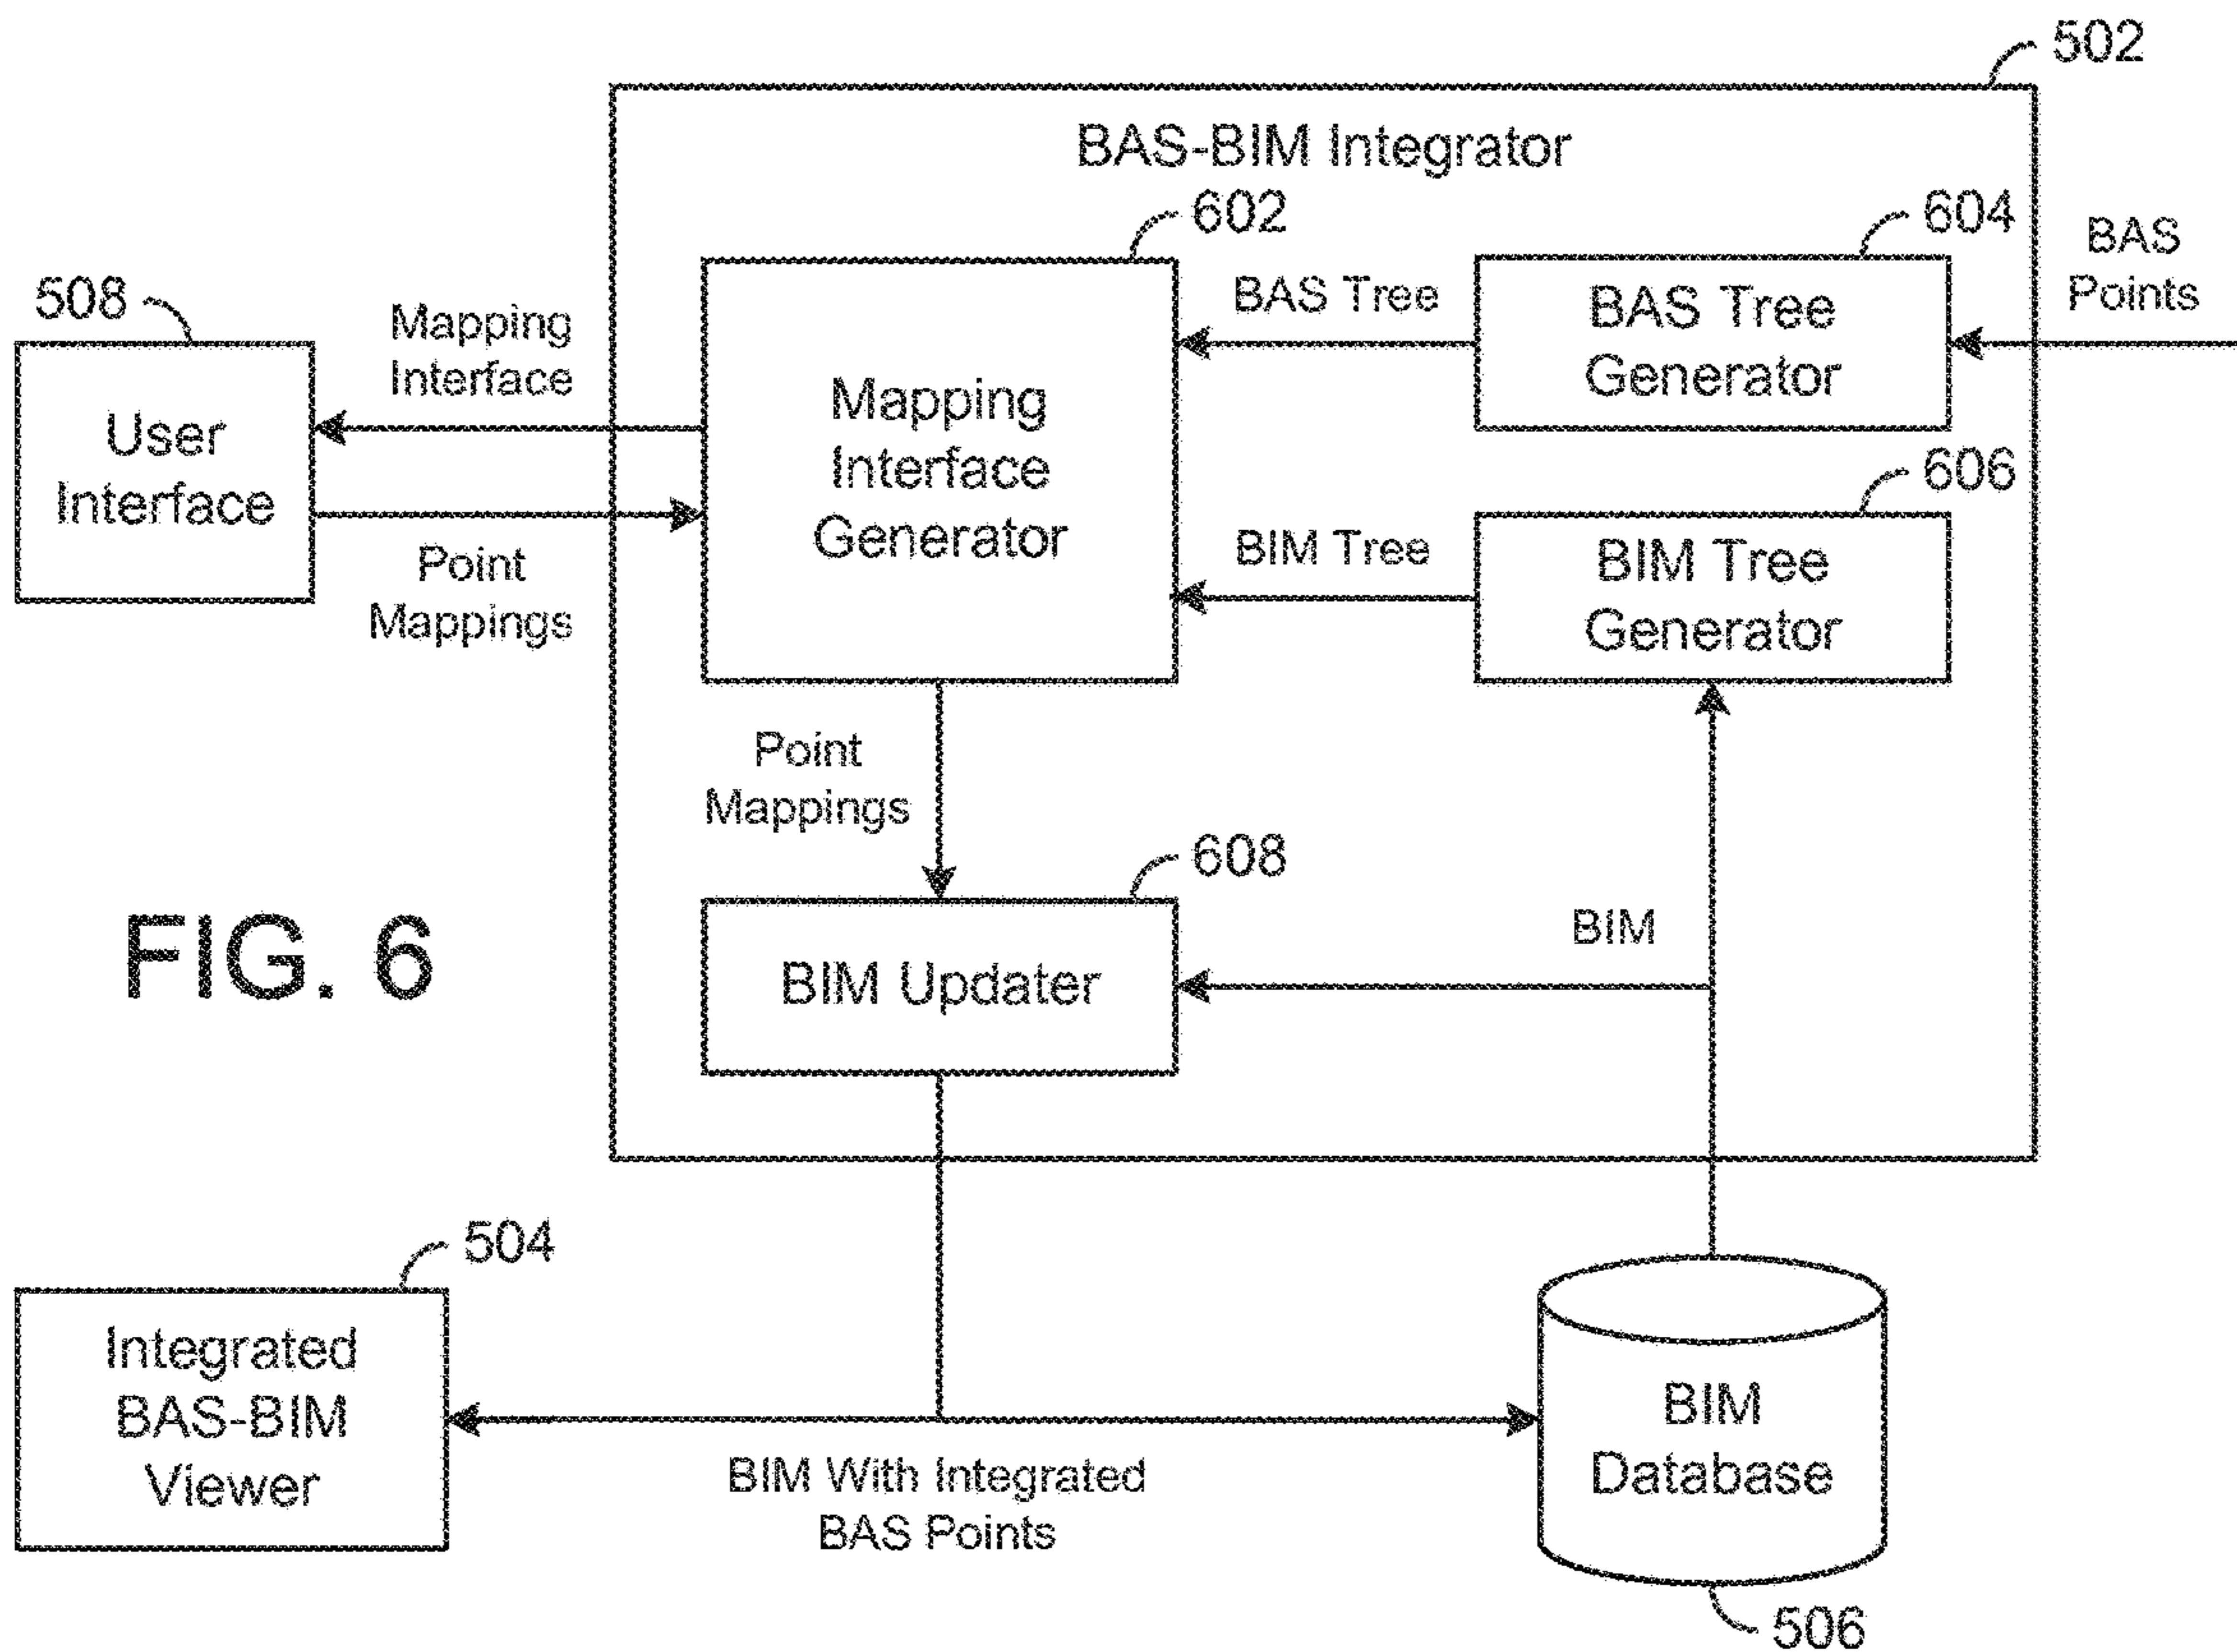 502
BAS-BIM Integrator
602
604
BAS
Points
508
Mapping
Interface
BAS Tree
BAS Tree
Generator
User
Interface
Mapping
Interface
Generator
606
Point
Mappings
BIM Tree
BIM Tree
Generator
Point
Mappings
608
BIM
FIG. 6
BIM Updater
504
Integrated
BAS-BIM
Viewer
BIM With Integrated
BAS Points
BIM
Database
506